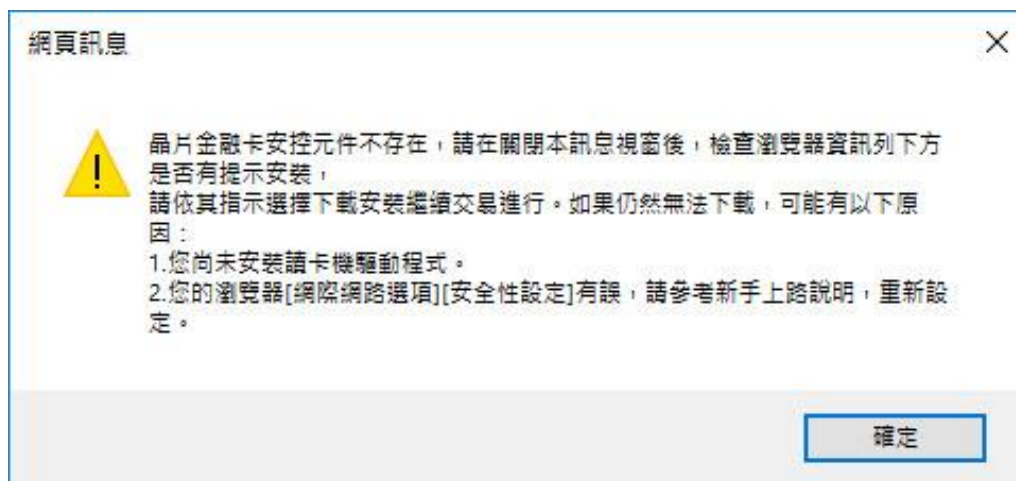 網頁訊息
晶片金融卡安控元件不存在，請在關閉本訊息視窗後，檢查瀏覽器資訊列下方
是否有提示安裝，
請依其指示選擇下載安裝繼續交易進行。如果仍然無法下載，可能有以下原
因：
1.您尚未安裝讀卡機驅動程式。
2.您的瀏覽器[網際網路選項][安全性設定]有誤，請參考新手上路說明，重新設
定。
確定